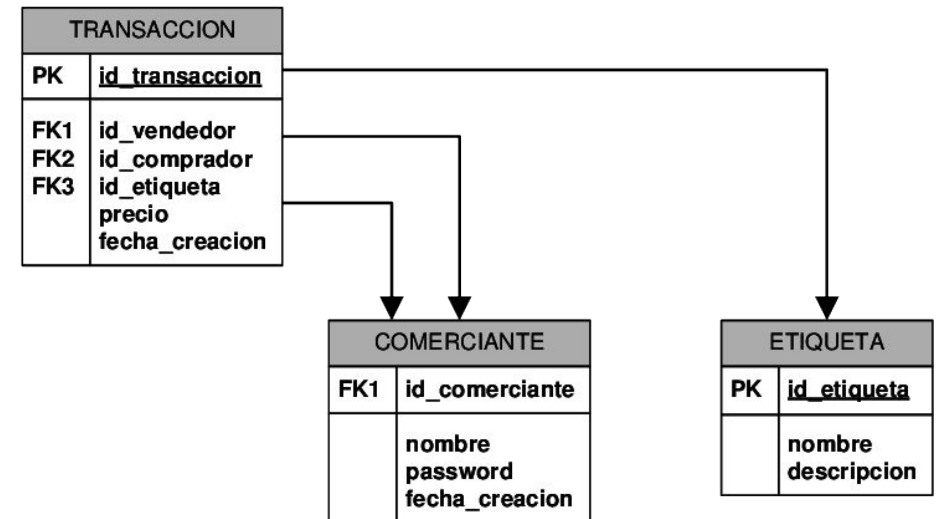 TRANSACCION
PK id_transaccion
FK1 id_vendedor
FK2 id_comprador
FK3 id_etiqueta
precio
fecha_creacion
COMERCIANTE
FK1 id_comerciante
nombre
password
fecha_creacion
ETIQUETA
PK id_etiqueta
nombre
descripcion